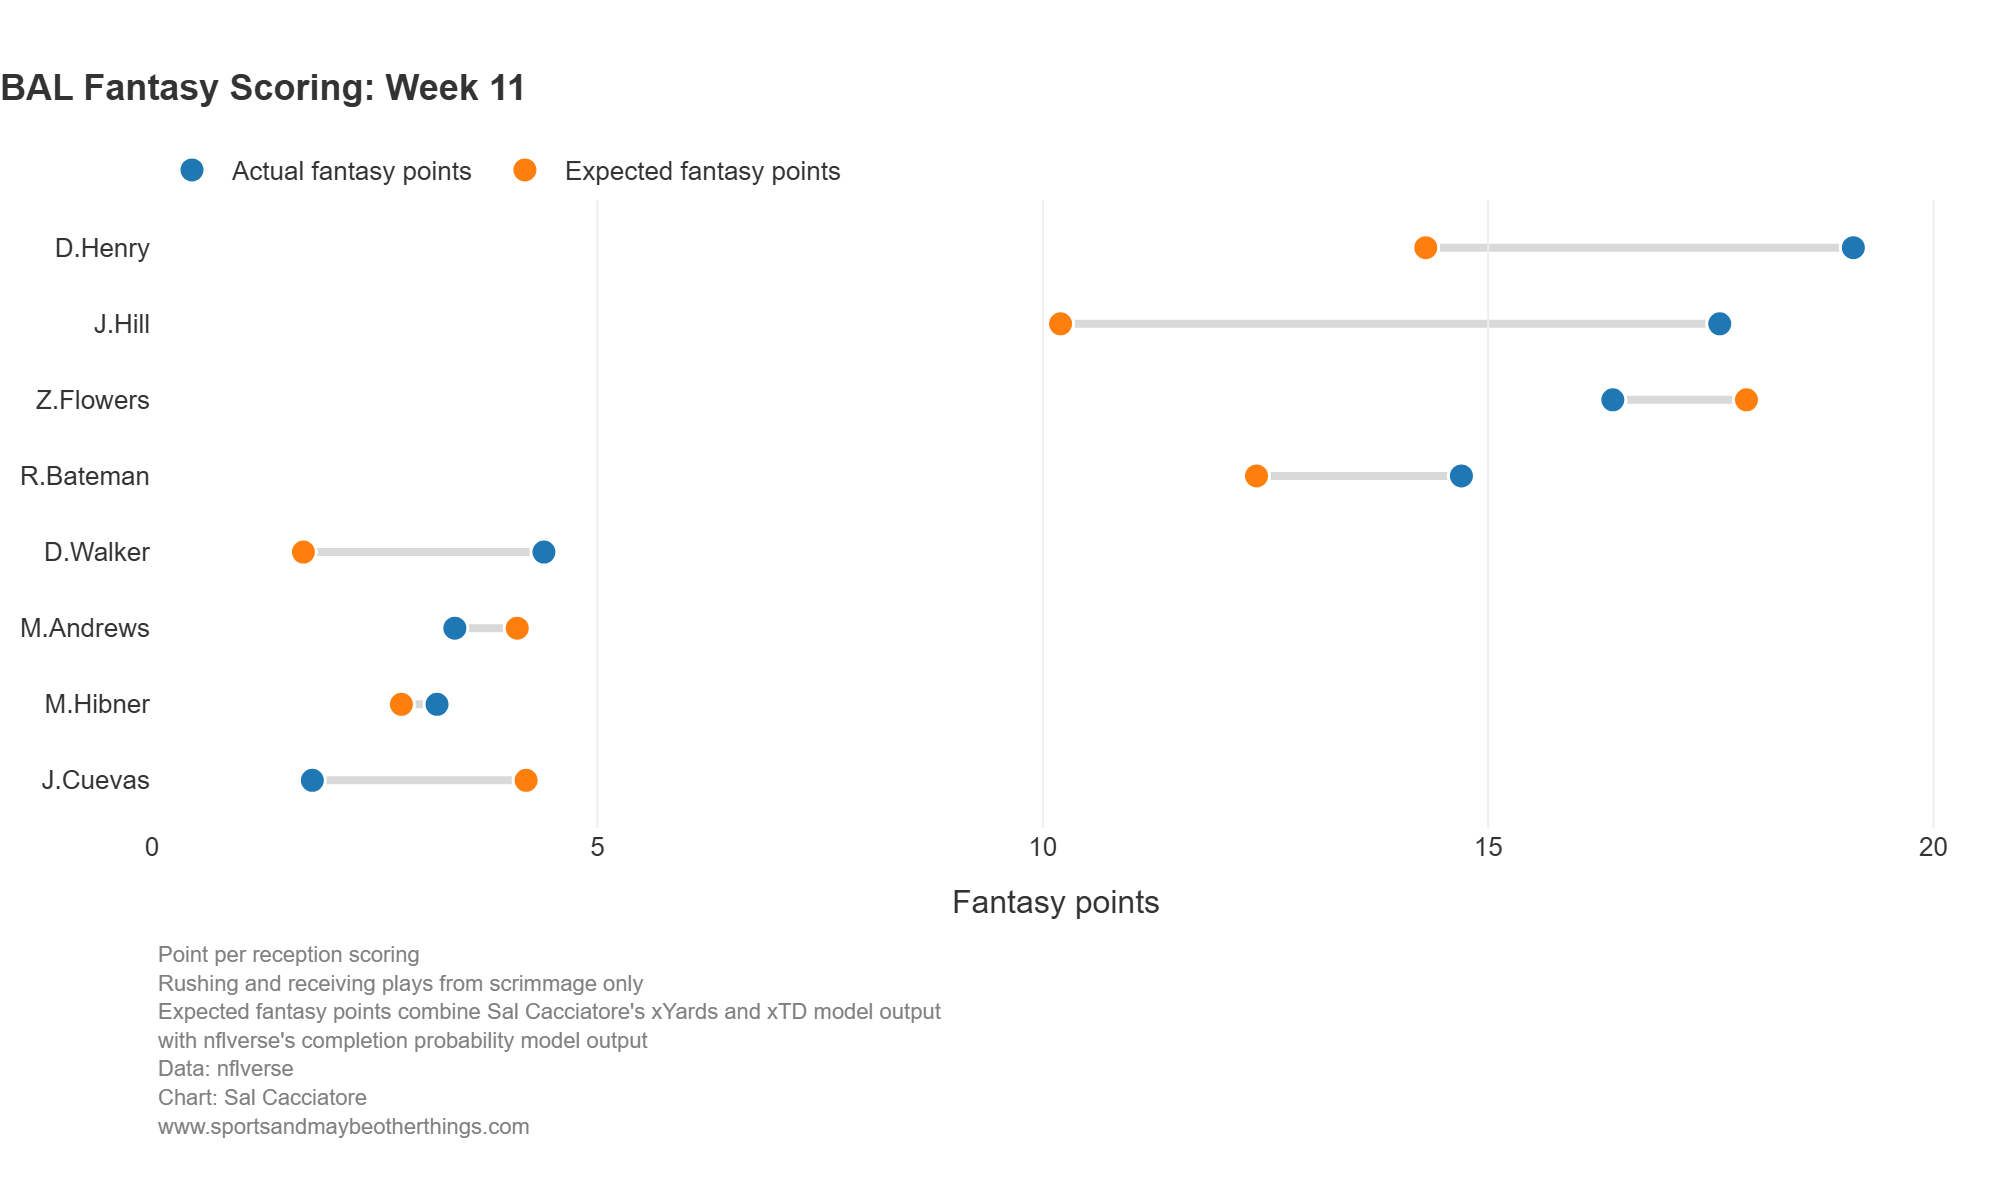 BAL Fantasy Scoring: Week 11
Actual fantasy points
Expected fantasy points
D.Henry
J.Hill
Z.Flowers
R.Bateman
D.Walker
M.Andrews
M.Hibner
J.Cuevas
0 5 10 15 20
Fantasy points
Point per reception scoring
Rushing and receiving plays from scrimmage only
Expected fantasy points combine Sal Cacciatore's xYards and xTD model output
with nflverse's completion probability model output
Data: nflverse
Chart: Sal Cacciatore
www.sportsandmaybeotherthings.com